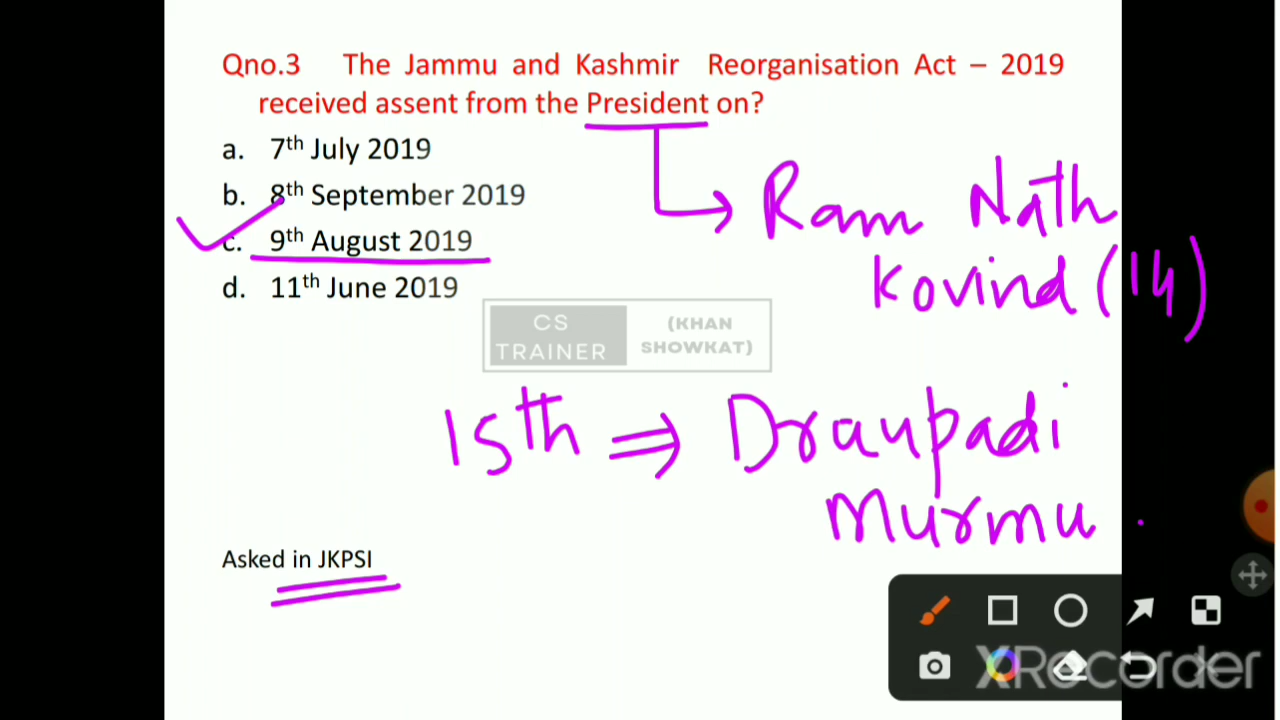 Qno.3 The Jammu and Kashmir Reorganisation Act – 2019
received assent from the President on?
a. 7th July 2019
b. 8th September 2019
c. 9th August 2019
d. 11th June 2019
Ram Nath
Kovind (14)
CS
TRAINER
(KHAN
SHOWKAT)
15th ⇒ Draupadi
Murmu .
Asked in JKPSI
XRecorder